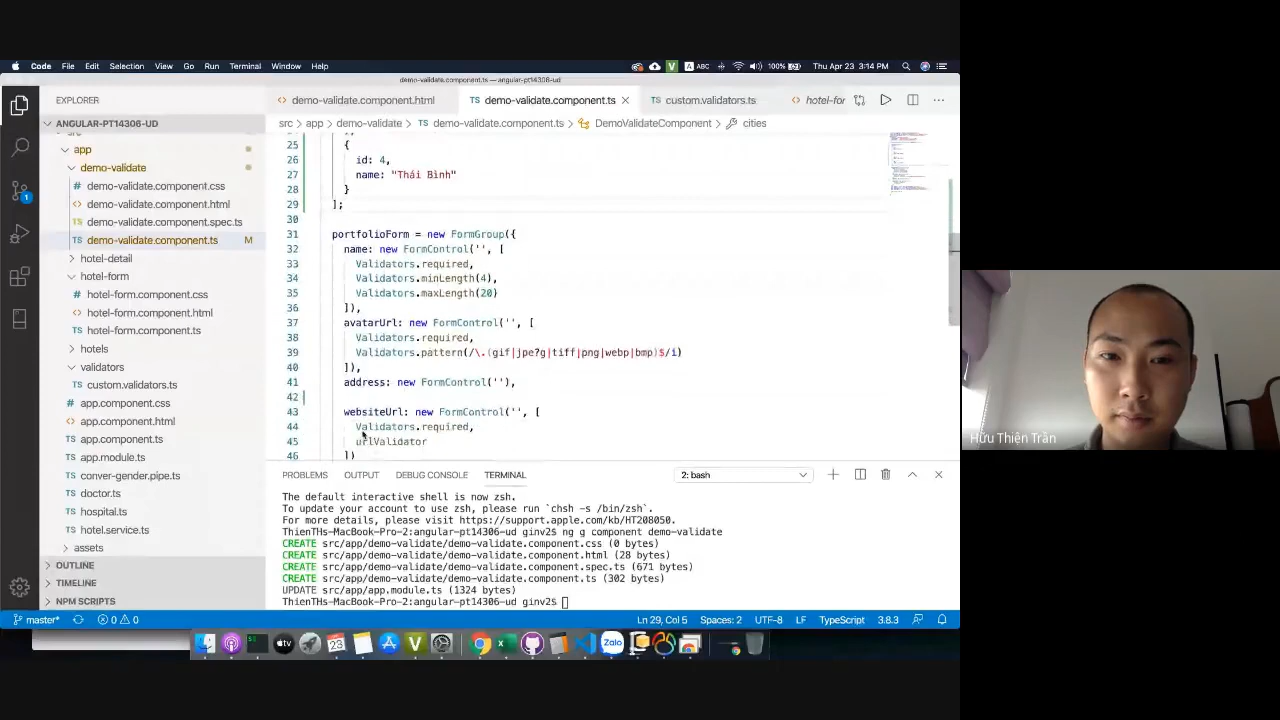 Code File Edit Selection View Go Run Terminal Window Help
V A ABC 100% Thu Apr 23 3:14 PM
demo-validate.component.ts — angular-pt14306-ud
EXPLORER
demo-validate.component.html
demo-validate.component.ts
custom.validators.ts
hotel-for
ANGULAR-PT14306-UD
src > app > demo-validate > TS demo-validate.component.ts > DemoValidateComponent > cities
src
app
demo-validate
demo-validate.component.css
demo-validate.component.html
demo-validate.component.spec.ts
demo-validate.component.ts M
hotel-detail
hotel-form
hotel-form.component.css
hotel-form.component.html
hotel-form.component.ts
hotels
validators
custom.validators.ts
app.component.css
app.component.html
app.component.ts
app.module.ts
conver-gender.pipe.ts
doctor.ts
hospital.ts
hotel.service.ts
assets
OUTLINE
TIMELINE
NPM SCRIPTS
25 {
26 id: 4,
27 name: "Thái Bình"
28 }
29 ];
30
31 portfolioForm = new FormGroup({
32 name: new FormControl('', [
33 Validators.required,
34 Validators.minLength(4),
35 Validators.maxLength(20)
36 ]),
37 avatarUrl: new FormControl('', [
38 Validators.required,
39 Validators.pattern(/\.(gif|jpe?g|tiff|png|webp|bmp)$/i)
40 ]),
41 address: new FormControl(''),
42
43 websiteUrl: new FormControl('', [
44 Validators.required,
45 urlValidator
46 ])
PROBLEMS OUTPUT DEBUG CONSOLE TERMINAL 2: bash
The default interactive shell is now zsh.
To update your account to use zsh, please run `chsh -s /bin/zsh`.
For more details, please visit https://support.apple.com/kb/HT208050.
ThienTHs-MacBook-Pro-2:angular-pt14306-ud ginv2$ ng g component demo-validate
CREATE src/app/demo-validate/demo-validate.component.css (0 bytes)
CREATE src/app/demo-validate/demo-validate.component.html (28 bytes)
CREATE src/app/demo-validate/demo-validate.component.spec.ts (671 bytes)
CREATE src/app/demo-validate/demo-validate.component.ts (302 bytes)
UPDATE src/app/app.module.ts (1324 bytes)
ThienTHs-MacBook-Pro-2:angular-pt14306-ud ginv2$
master* 0 0 Ln 29, Col 5 Spaces: 2 UTF-8 LF TypeScript 3.8.3
tv 23 V Zalo
Hữu Thiện Trần